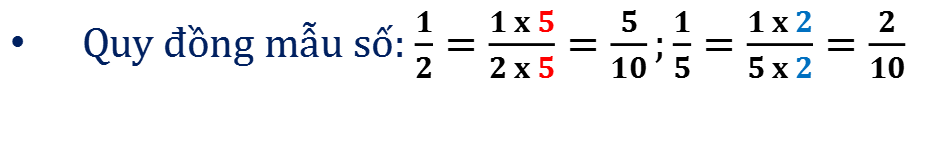 • Quy đồng mẫu số: 1/2 = 1 x 5/2 x 5 = 5/10; 1/5 = 1 x 2/5 x 2 = 2/10